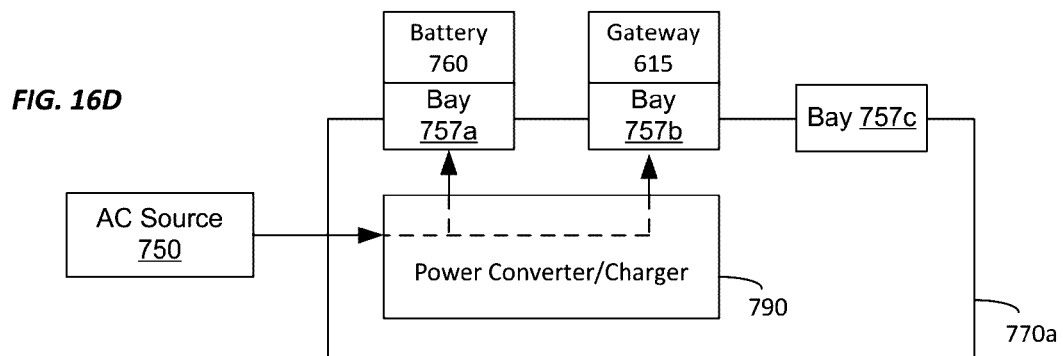 FIG. 16D
Battery
760
Bay
757a
Gateway
615
Bay
757b
Bay 757c
AC Source
750
Power Converter/Charger
790
770a